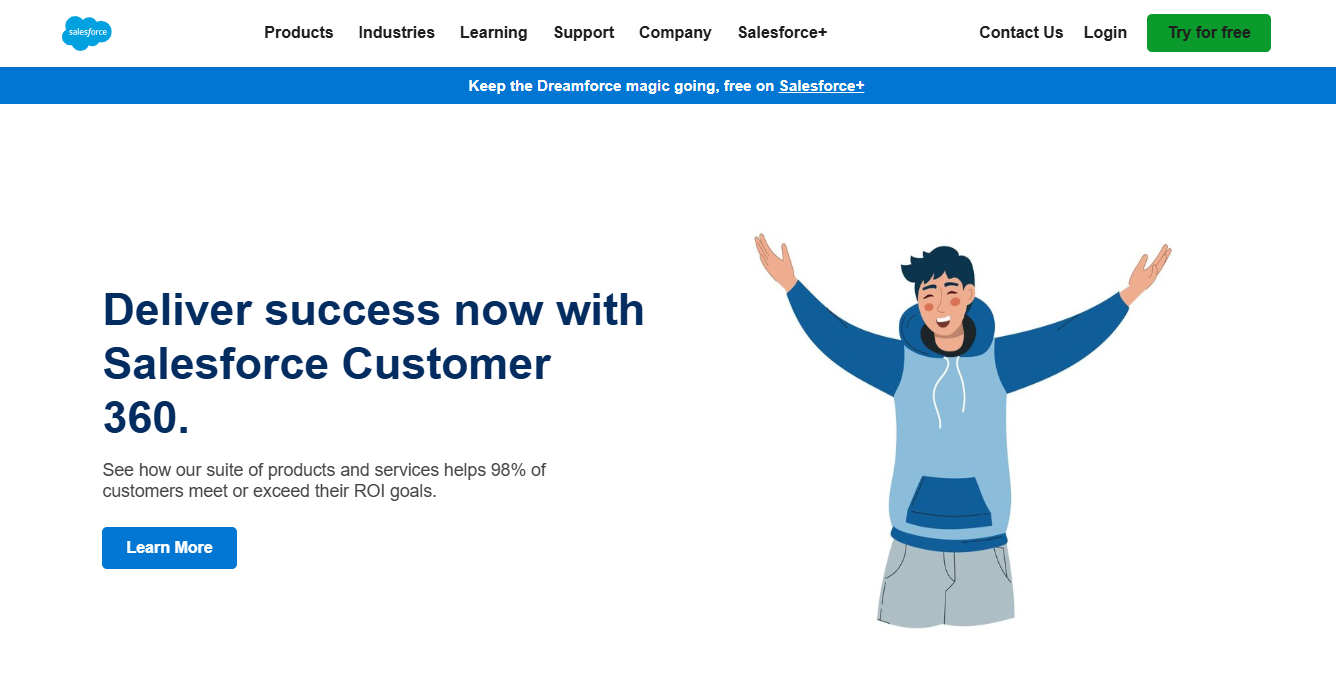 salesforce
Products Industries Learning Support Company Salesforce+ Contact Us Login Try for free
Keep the Dreamforce magic going, free on Salesforce+
Deliver success now with
Salesforce Customer
360.
See how our suite of products and services helps 98% of
customers meet or exceed their ROI goals.
Learn More